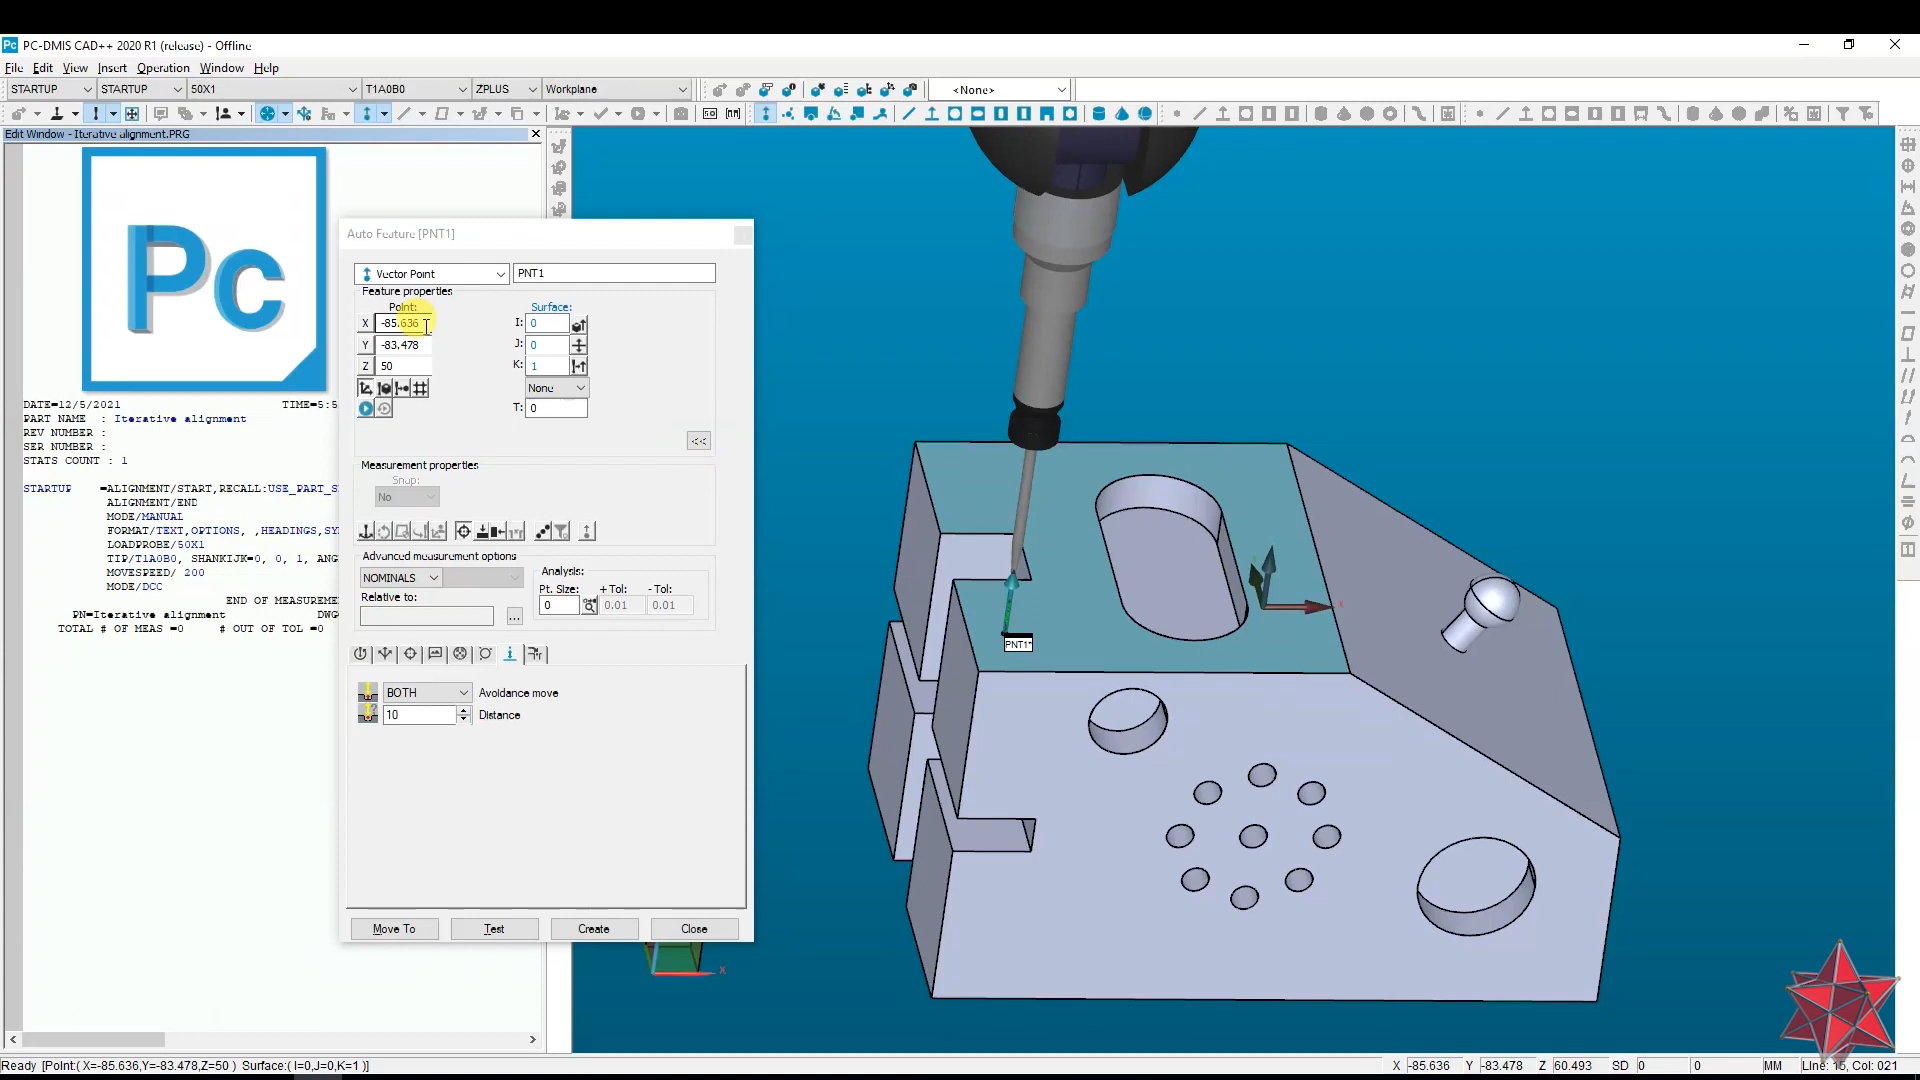 PC-DMIS CAD++ 2020 R1 (release) - Offline
File Edit View Insert Operation Window Help
STARTUP STARTUP 50X1 T1A0B0 ZPLUS Workplane <None>
Edit Window - Iterative alignment.PRG
Pc
DATE=12/5/2021 TIME=5:5
PART NAME : Iterative alignment
REV NUMBER :
SER NUMBER :
STATS COUNT : 1
STARTUP =ALIGNMENT/START,RECALL:USE_PART_S
ALIGNMENT/END
MODE/MANUAL
FORMAT/TEXT,OPTIONS, ,HEADINGS,SYM
LOADPROBE/50X1
TIP/T1A0B0, SHANKIJK=0, 0, 1, ANG
MOVESPEED/ 200
MODE/DCC
END OF MEASUREME
PN=Iterative alignment DWG
TOTAL # OF MEAS =0 # OUT OF TOL =0
Auto Feature [PNT1]
Vector Point PNT1
Feature properties
Point: Surface:
X -85.636 I: 0
Y -83.478 J: 0
Z 50 K: 1
None
T: 0
<<
Measurement properties
Snap:
No
Advanced measurement options
NOMINALS
Relative to:
...
Analysis:
Pt. Size: + Tol: - Tol:
0 0.01 0.01
BOTH Avoidance move
10 Distance
Move To Test Create Close
PNT1*
X
X
Ready [Point:( X=-85.636,Y=-83.478,Z=50 ) Surface:( I=0,J=0,K=1 )]
X -85.636 Y -83.478 Z 60.493 SD 0 0 MM Line: 15, Col: 021